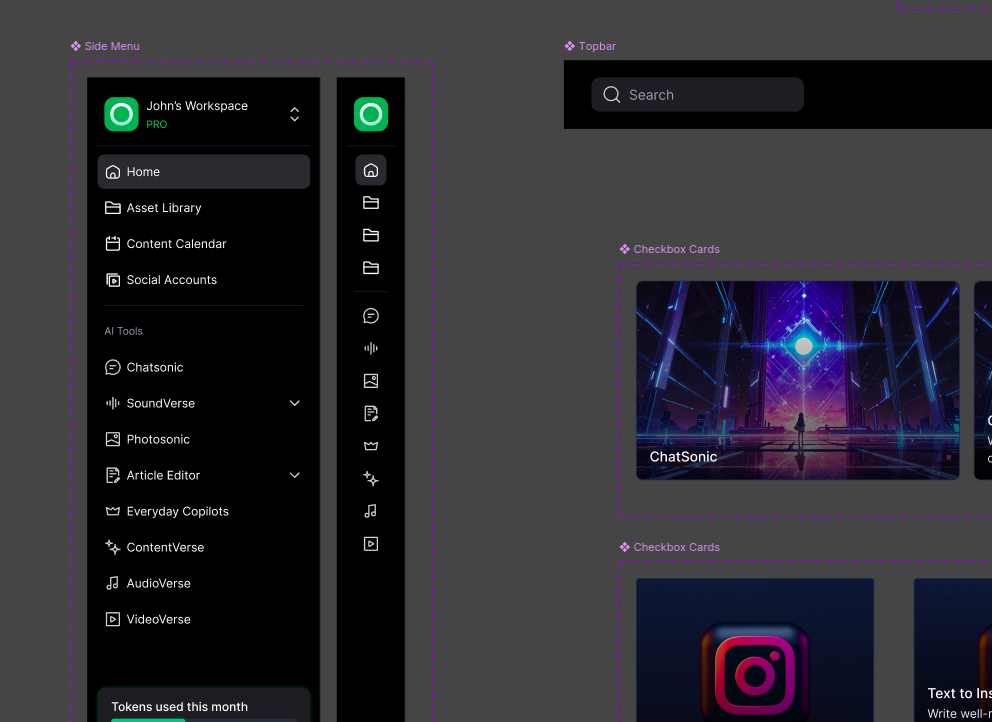 Side Menu
Topbar
John's Workspace
PRO
Search
Home
Asset Library
Content Calendar
Social Accounts
AI Tools
Chatsonic
SoundVerse
Photosonic
Article Editor
Everyday Copilots
ContentVerse
AudioVerse
VideoVerse
Tokens used this month
Checkbox Cards
ChatSonic
Checkbox Cards
Text to Ins
Write well-r